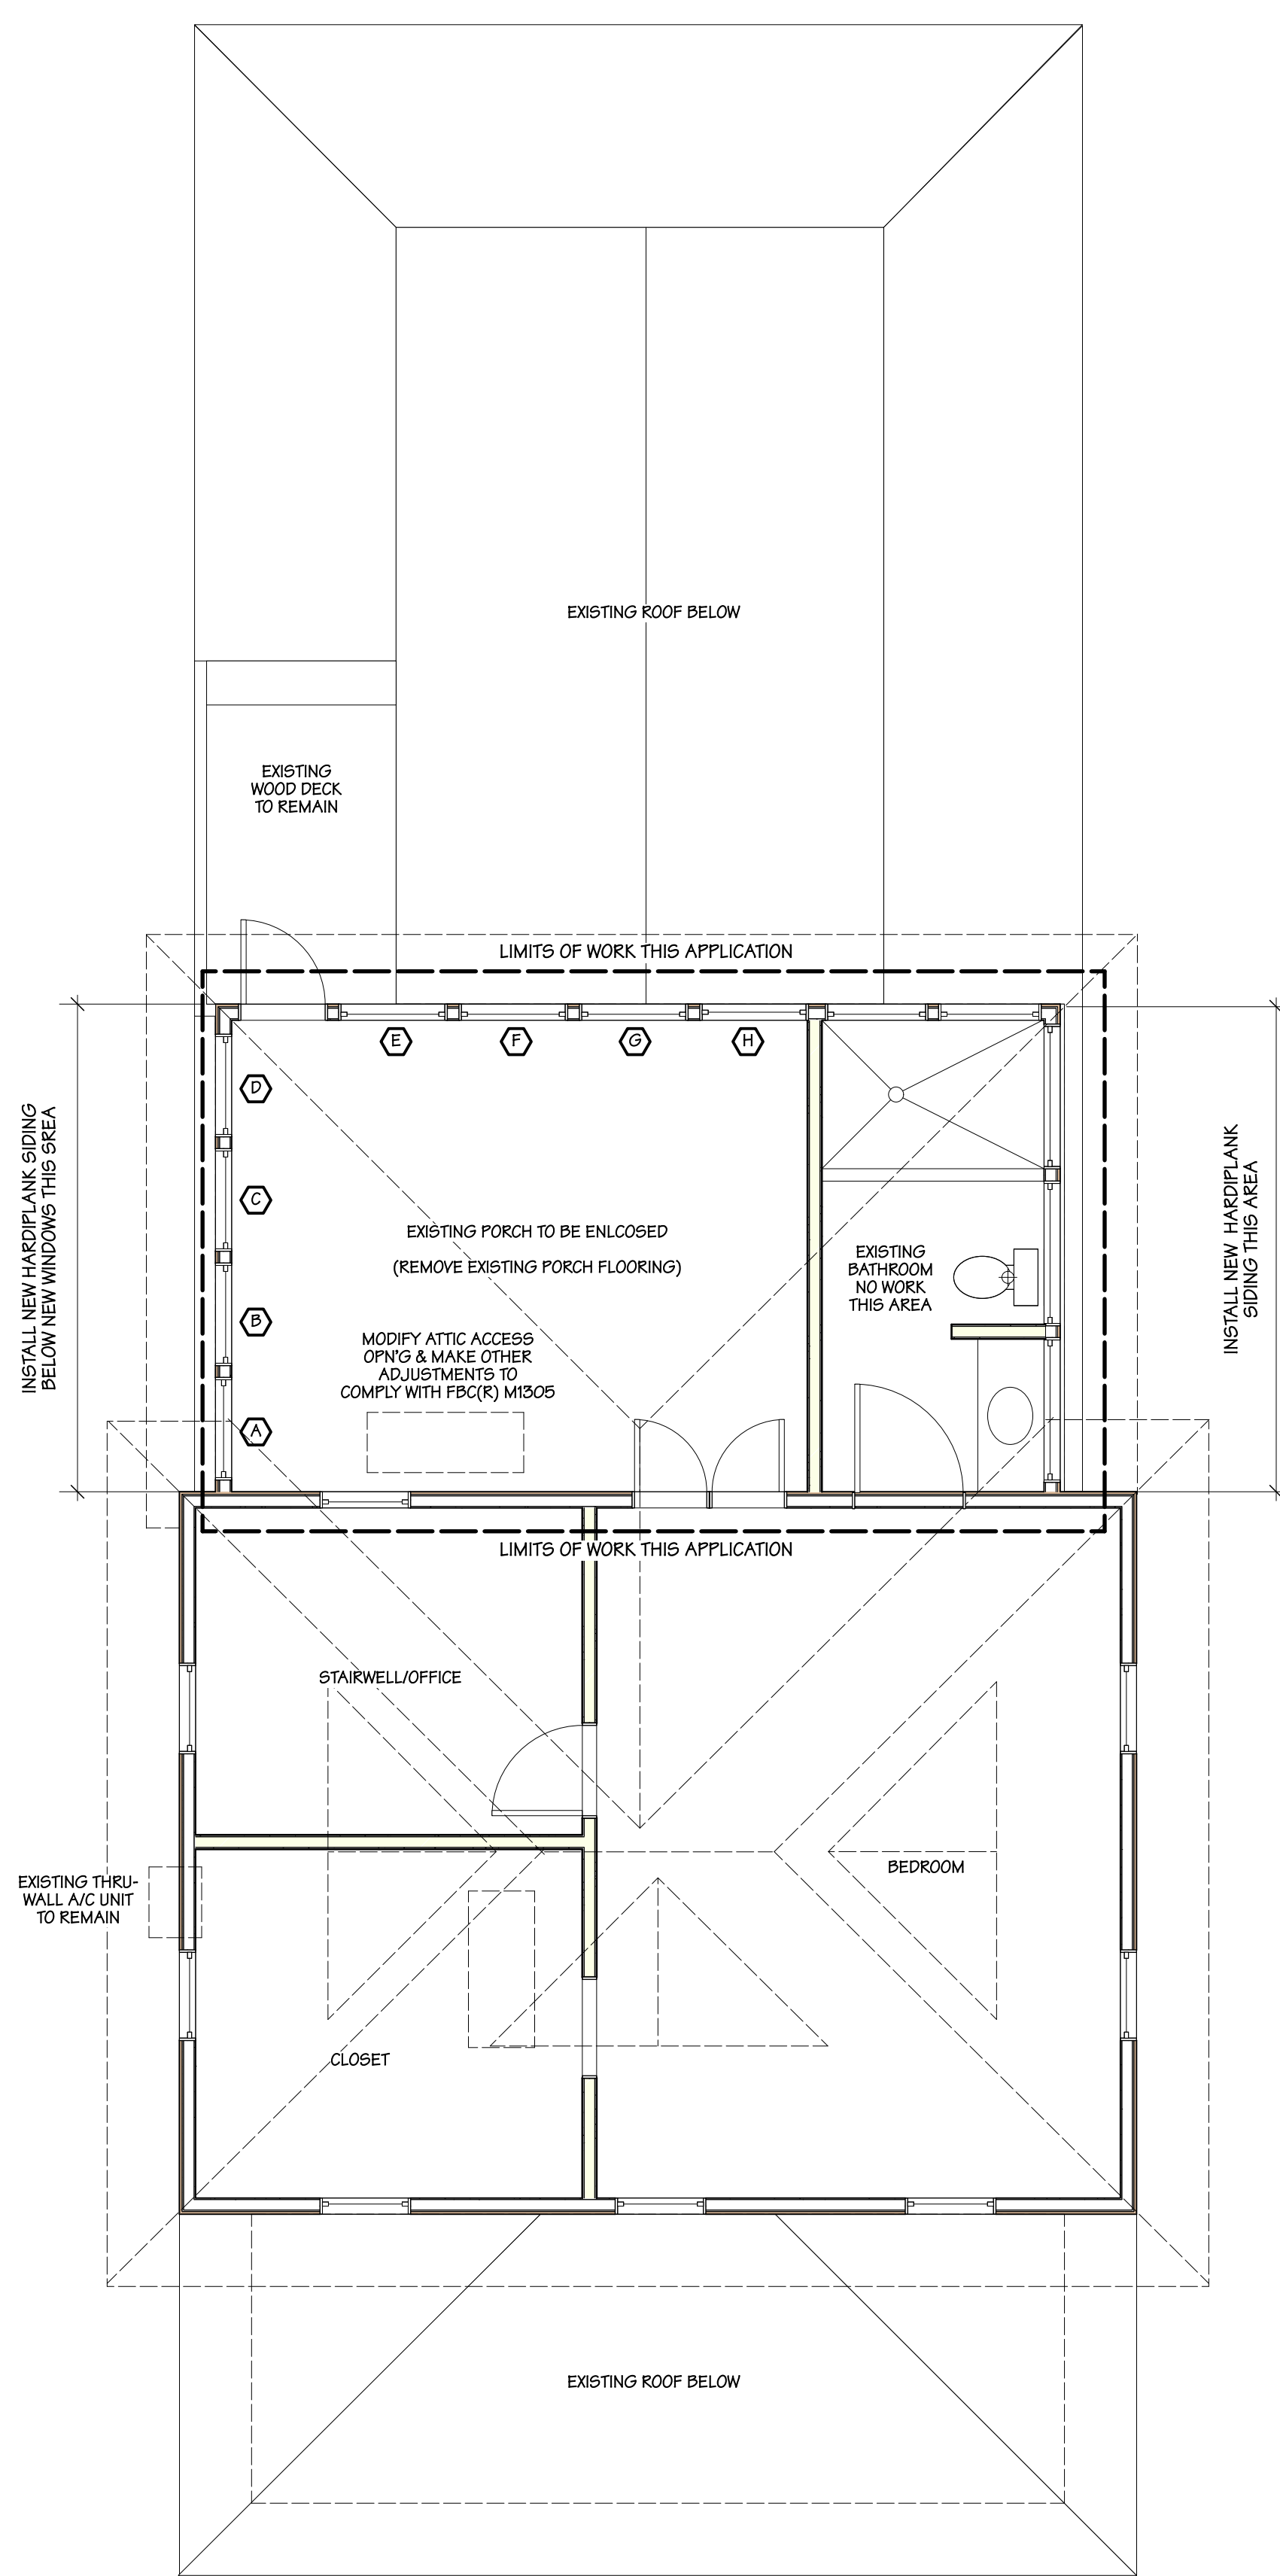 EXISTING ROOF BELOW
EXISTING
WOOD DECK
TO REMAIN
LIMITS OF WORK THIS APPLICATION
E
F
G
H
D
C
B
A
INSTALL NEW HARDIPLANK SIDING
BELOW NEW WINDOWS THIS SREA
EXISTING PORCH TO BE ENLCOSED
(REMOVE EXISTING PORCH FLOORING)
MODIFY ATTIC ACCESS
OPN'G & MAKE OTHER
ADJUSTMENTS TO
COMPLY WITH FBC(R) M1305
EXISTING
BATHROOM
NO WORK
THIS AREA
INSTALL NEW HARDIPLANK
SIDING THIS AREA
LIMITS OF WORK THIS APPLICATION
STAIRWELL/OFFICE
BEDROOM
EXISTING THRU-
WALL A/C UNIT
TO REMAIN
CLOSET
EXISTING ROOF BELOW